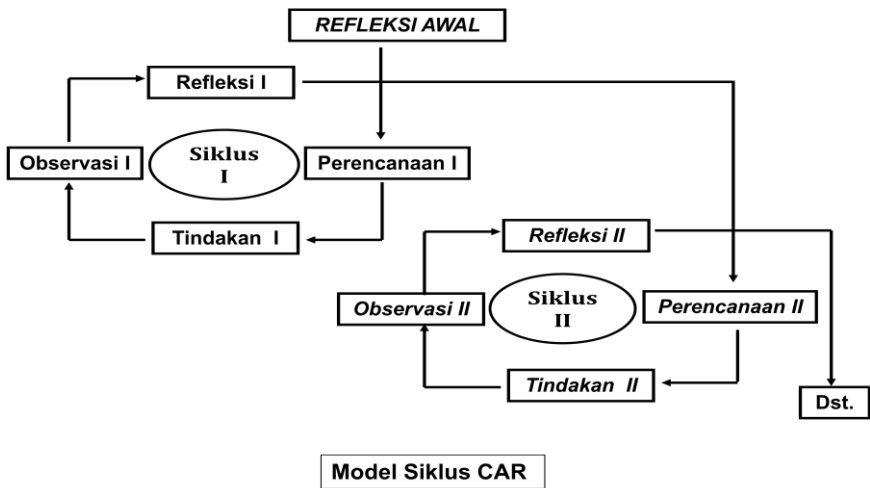 REFLEKSI AWAL
Refleksi I
Observasi I
Siklus
I
Perencanaan I
Tindakan I
Refleksi II
Observasi II
Siklus
II
Perencanaan II
Tindakan II
Dst.
Model Siklus CAR